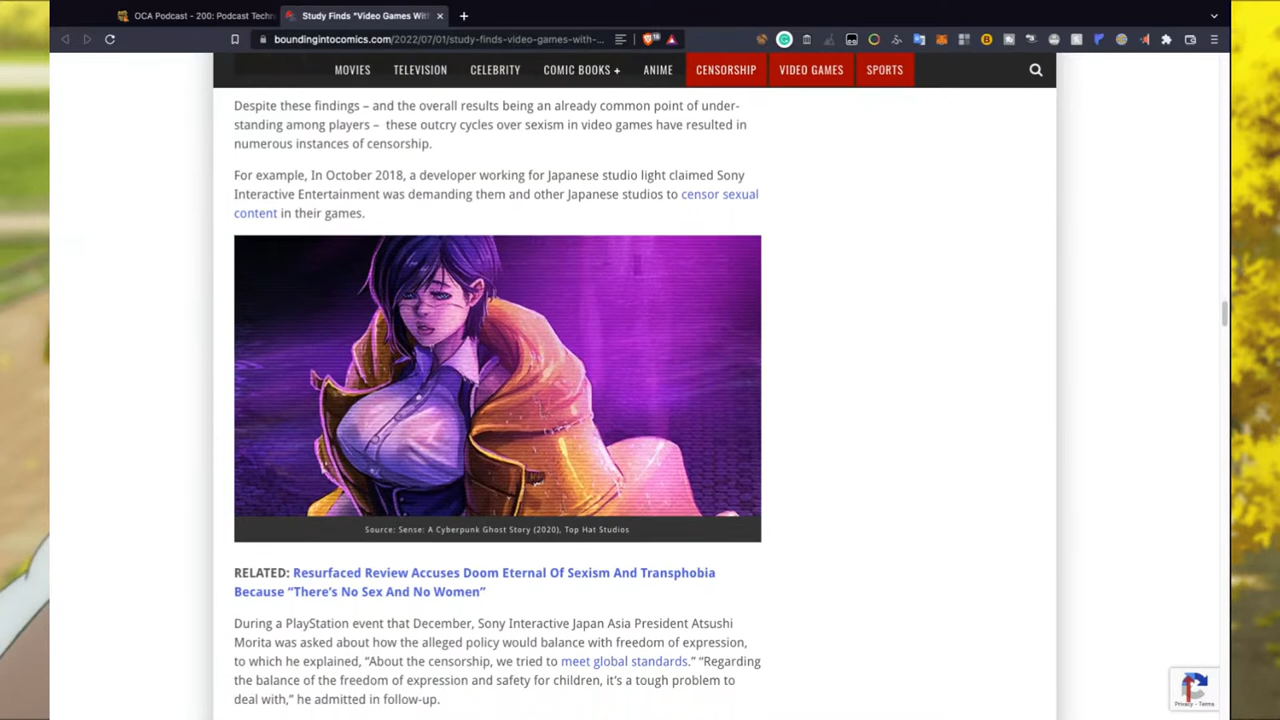 OCA Podcast - 200: Podcast Techn
Study Finds "Video Games Wit
boundingintocomics.com/2022/07/01/study-finds-video-games-with-...
MOVIES TELEVISION CELEBRITY COMIC BOOKS + ANIME CENSORSHIP VIDEO GAMES SPORTS
Despite these findings – and the overall results being an already common point of under-
standing among players – these outcry cycles over sexism in video games have resulted in
numerous instances of censorship.
For example, In October 2018, a developer working for Japanese studio light claimed Sony
Interactive Entertainment was demanding them and other Japanese studios to censor sexual
content in their games.
Source: Sense: A Cyberpunk Ghost Story (2020), Top Hat Studios
RELATED: Resurfaced Review Accuses Doom Eternal Of Sexism And Transphobia
Because “There’s No Sex And No Women”
During a PlayStation event that December, Sony Interactive Japan Asia President Atsushi
Morita was asked about how the alleged policy would balance with freedom of expression,
to which he explained, “About the censorship, we tried to meet global standards.” “Regarding
the balance of the freedom of expression and safety for children, it’s a tough problem to
deal with,” he admitted in follow-up.
Privacy - Terms